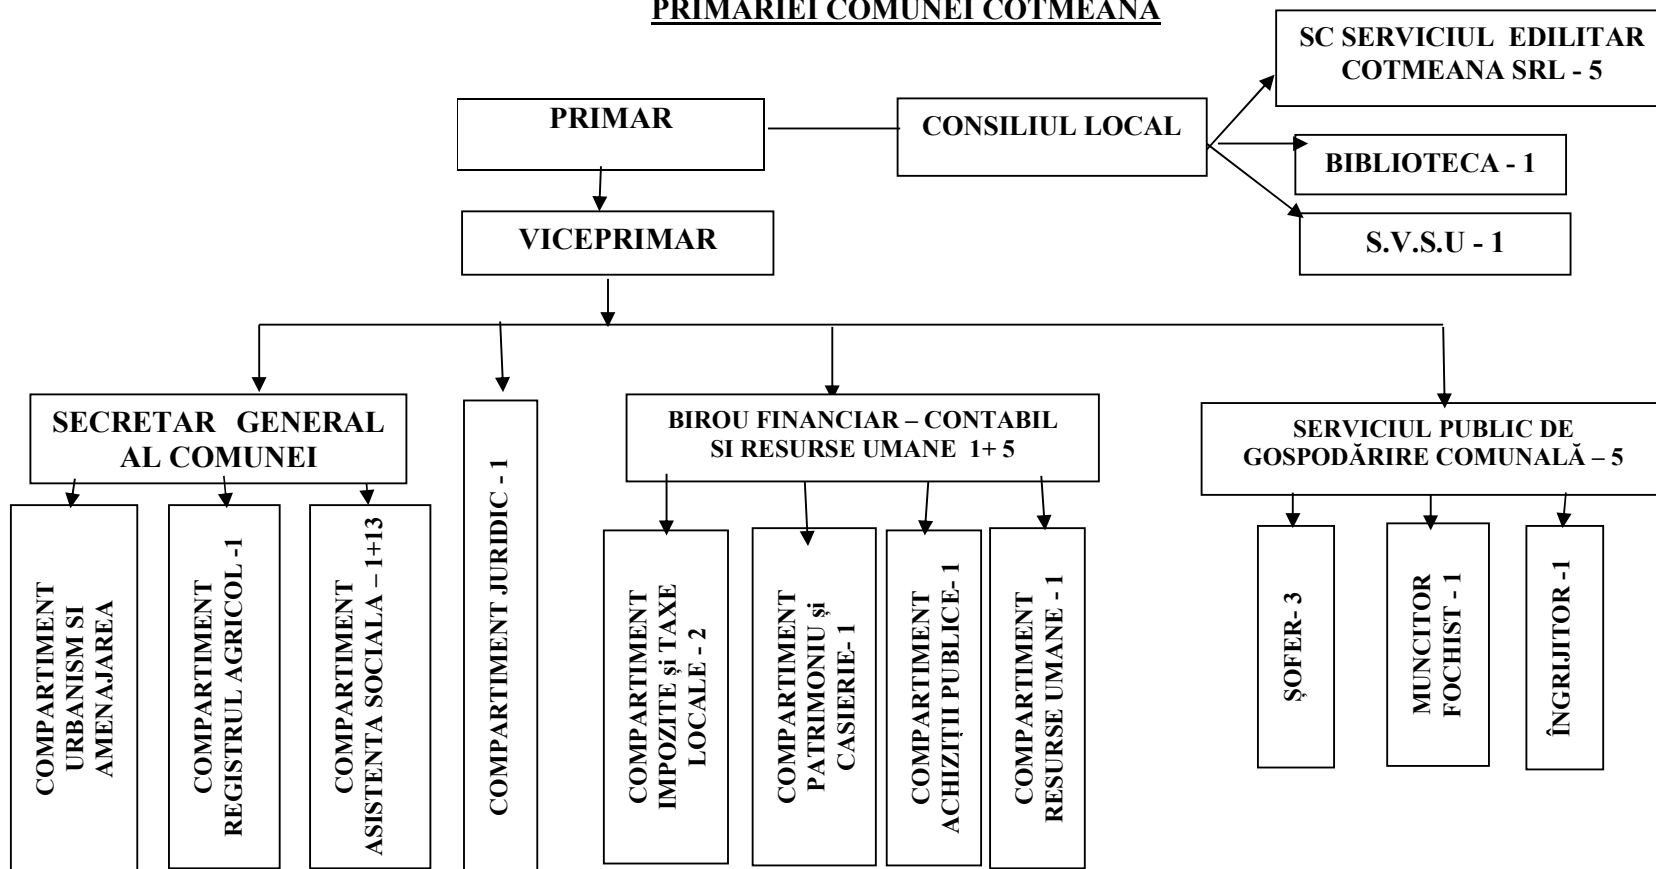 PRIMARIEI COMUNEI COTMEANA
SC SERVICIUL EDILITAR
COTMEANA SRL - 5
PRIMAR
CONSILIUL LOCAL
BIBLIOTECA - 1
VICEPRIMAR
S.V.S.U - 1
SECRETAR GENERAL
AL COMUNEI
BIROU FINANCIAR – CONTABIL
SI RESURSE UMANE 1+ 5
SERVICIUL PUBLIC DE
GOSPODĂRIRE COMUNALĂ – 5
COMPARTIMENT
URBANISM SI
AMENAJAREA
COMPARTIMENT
REGISTRUL AGRICOL -1
COMPARTIMENT
ASISTENTA SOCIALA – 1+13
COMPARTIMENT JURIDIC - 1
COMPARTIMENT
IMPOZITE și TAXE
LOCALE - 2
COMPARTIMENT
PATRIMONIU și
CASIERIE- 1
COMPARTIMENT
ACHIZIȚII PUBLICE- 1
COMPARTIMENT
RESURSE UMANE - 1
ȘOFER- 3
MUNCITOR
FOCHIST - 1
ÎNGRIJITOR -1